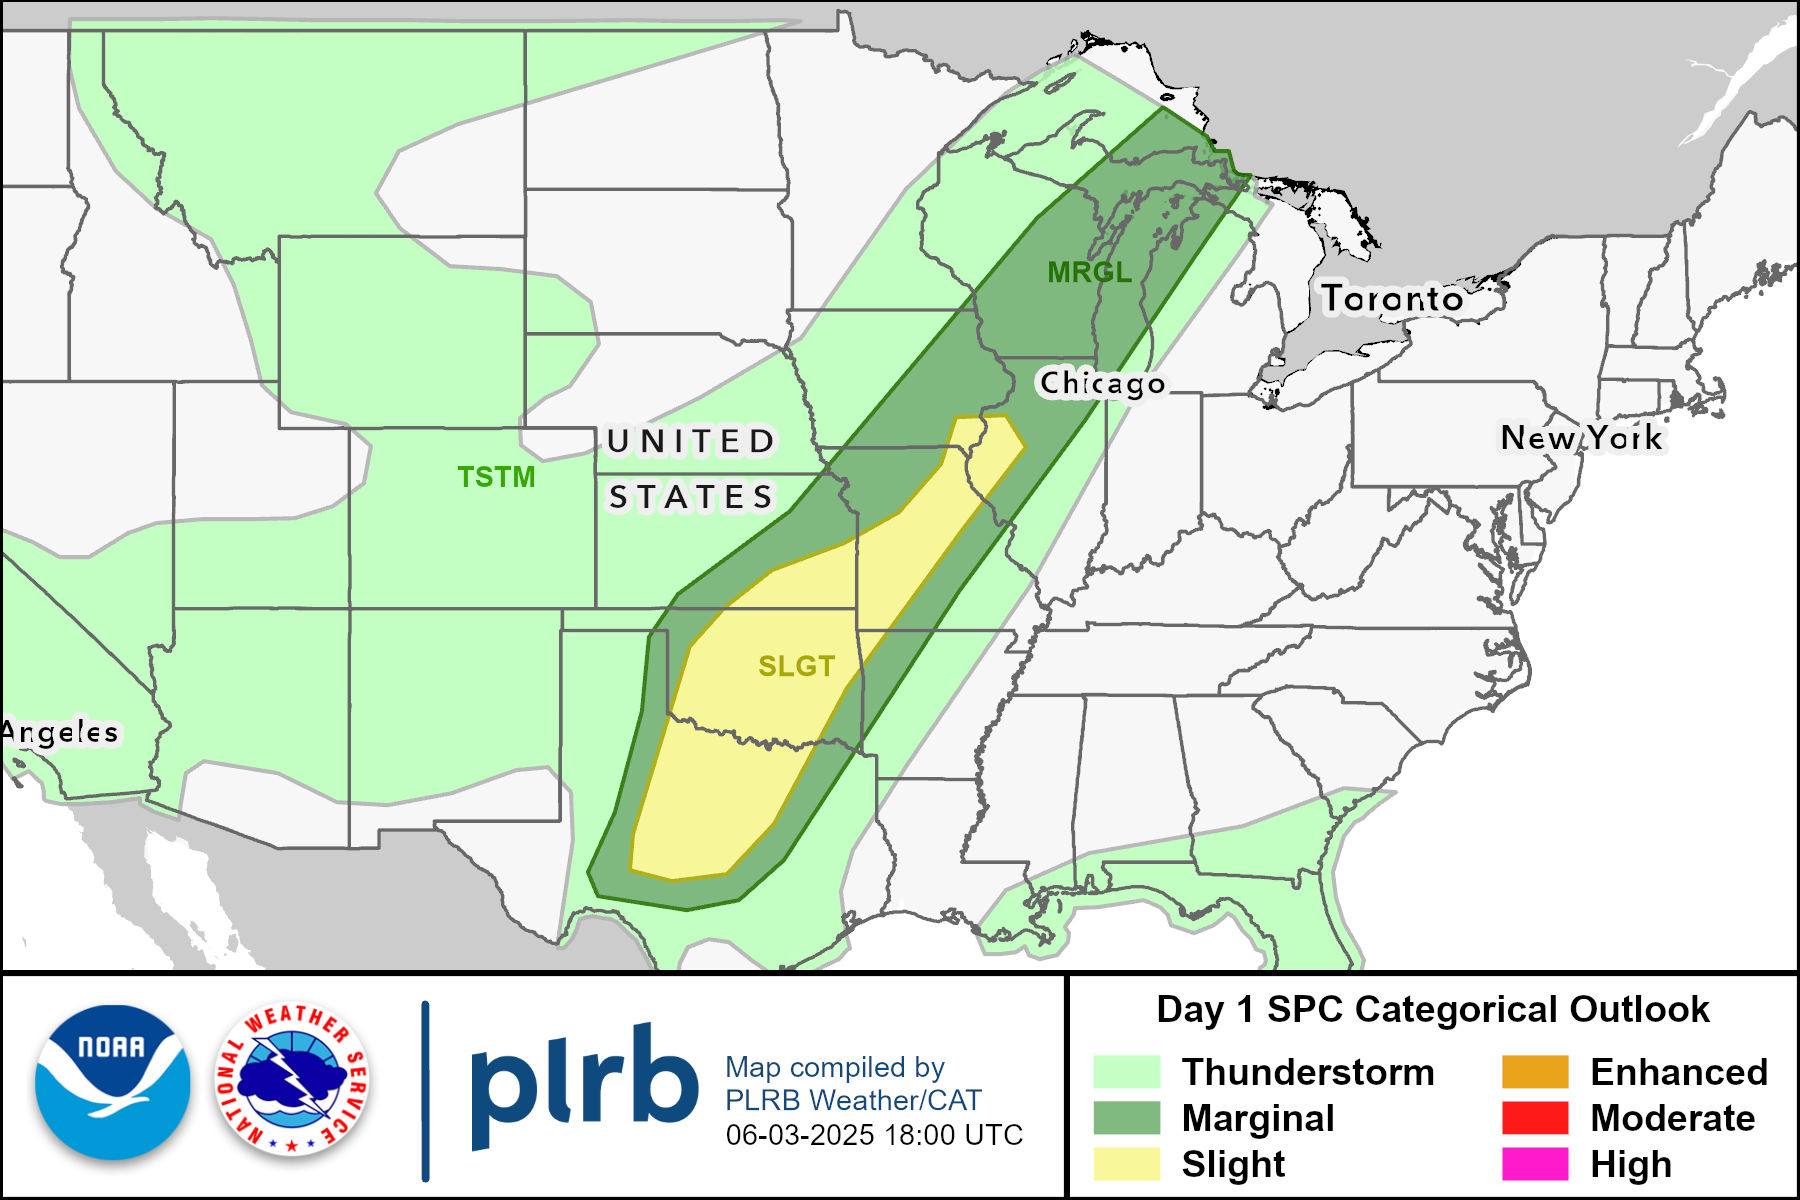 MRGL
Toronto
Chicago
UNITED
New York
TSTM
STATES
SLGT
Angeles
NOAA
NATIONAL WEATHER SERVICE
plrb
Map compiled by
PLRB Weather/CAT
06-03-2025 18:00 UTC
Day 1 SPC Categorical Outlook
Thunderstorm
Enhanced
Marginal
Moderate
Slight
High